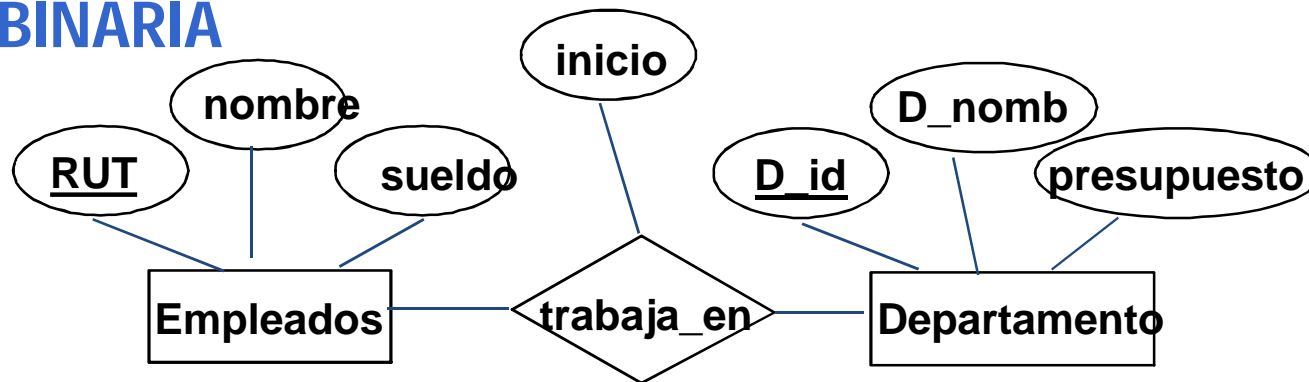 BINARIA
inicio
nombre
D_nomb
RUT
sueldo
D_id
presupuesto
Empleados
trabaja_en
Departamento